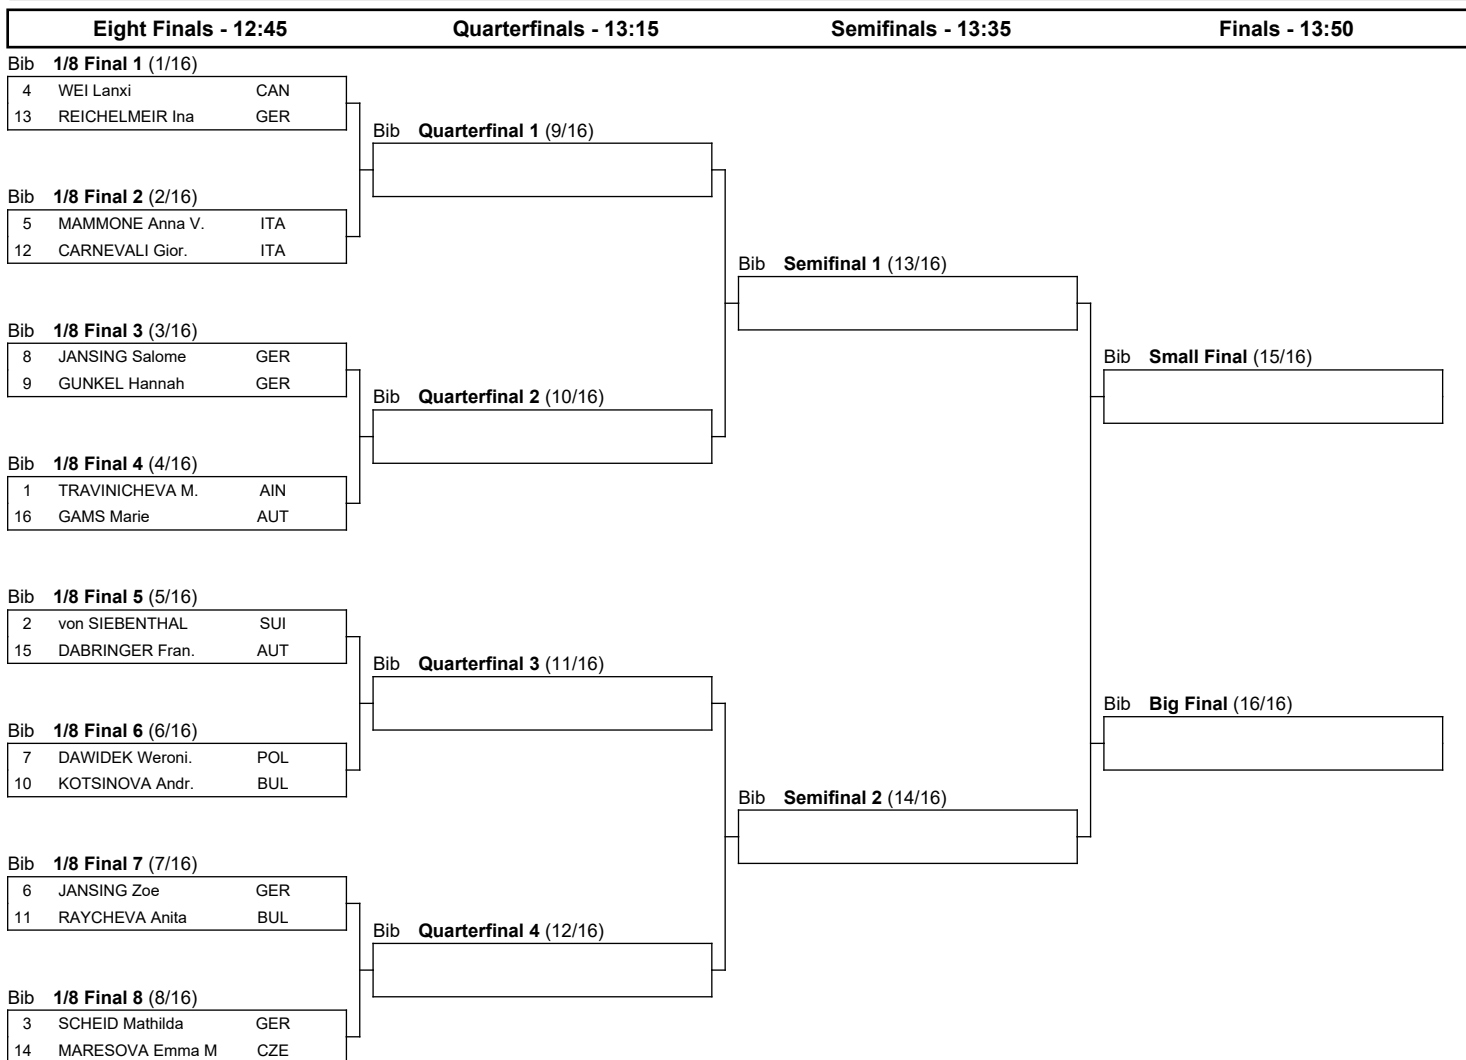 Eight Finals - 12:45 Quarterfinals - 13:15 Semifinals - 13:35 Finals - 13:50
Bib 1/8 Final 1 (1/16)
4 WEI Lanxi CAN
13 REICHELMEIR Ina GER
Bib Quarterfinal 1 (9/16)
Bib 1/8 Final 2 (2/16)
5 MAMMONE Anna V. ITA
12 CARNEVALI Gior. ITA
Bib Semifinal 1 (13/16)
Bib 1/8 Final 3 (3/16)
8 JANSING Salome GER
Bib Small Final (15/16)
9 GUNKEL Hannah GER
Bib Quarterfinal 2 (10/16)
Bib 1/8 Final 4 (4/16)
1 TRAVINICHEVA M. AIN
16 GAMS Marie AUT
Bib 1/8 Final 5 (5/16)
2 von SIEBENTHAL SUI
15 DABRINGER Fran. AUT
Bib Quarterfinal 3 (11/16)
Bib Big Final (16/16)
Bib 1/8 Final 6 (6/16)
7 DAWIDEK Weroni. POL
10 KOTSINOVA Andr. BUL
Bib Semifinal 2 (14/16)
Bib 1/8 Final 7 (7/16)
6 JANSING Zoe GER
11 RAYCHEVA Anita BUL
Bib Quarterfinal 4 (12/16)
Bib 1/8 Final 8 (8/16)
3 SCHEID Mathilda GER
14 MARESOVA Emma M CZE